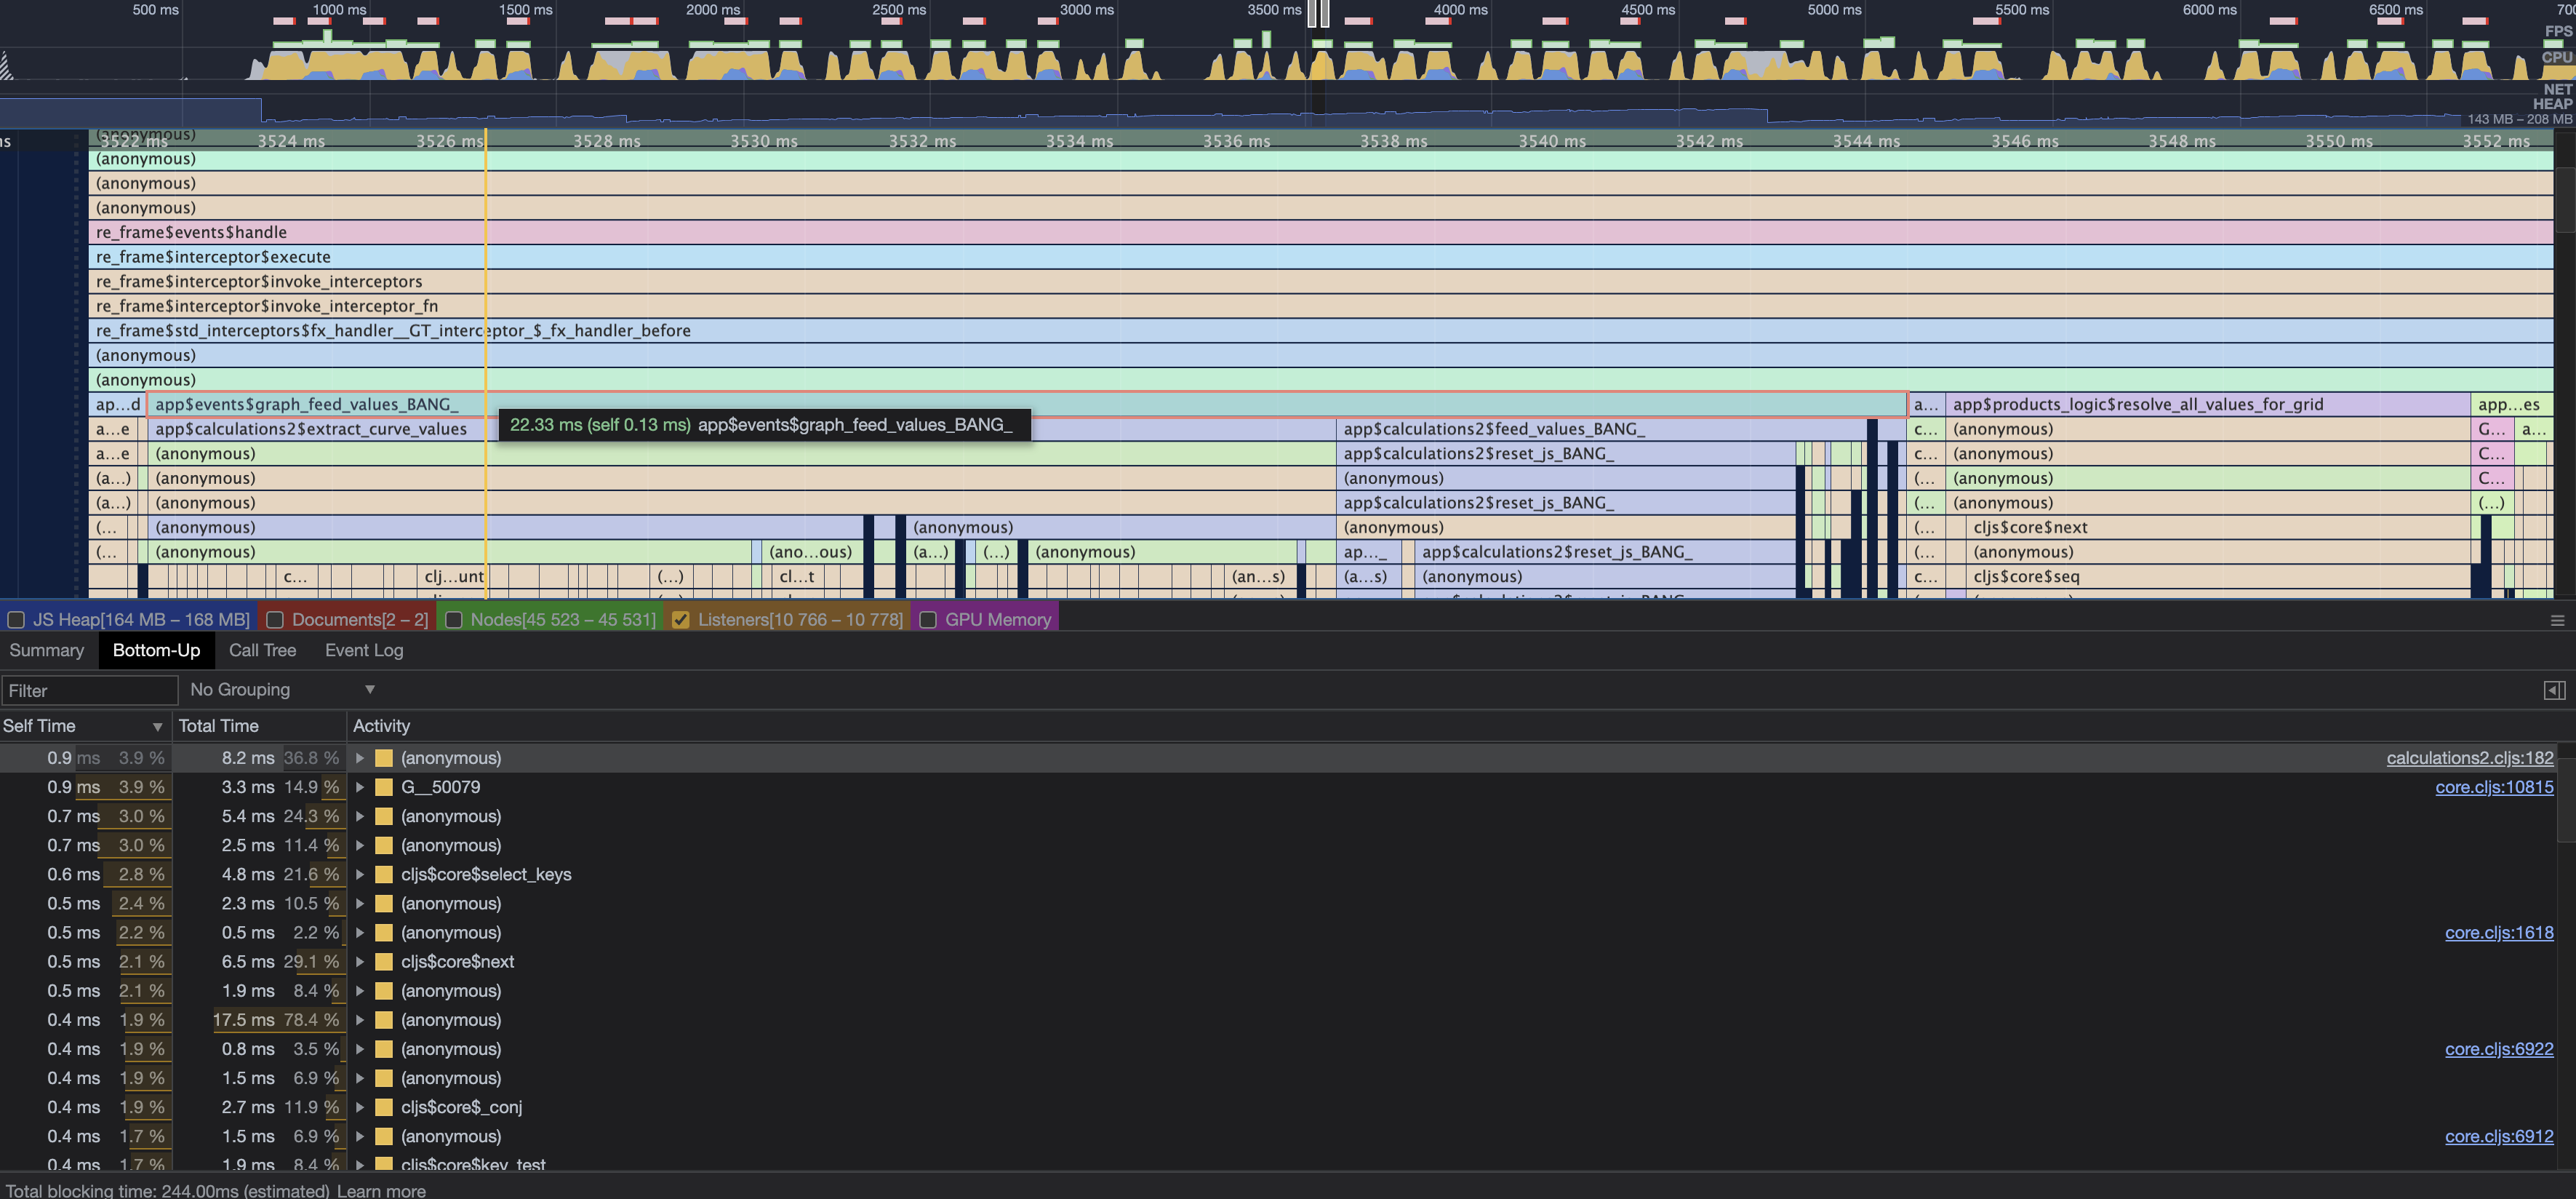 500 ms 1000 ms 1500 ms 2000 ms 2500 ms 3000 ms 3500 ms 4000 ms 4500 ms 5000 ms 5500 ms 6000 ms 6500 ms 700
FPS
CPU
NET
HEAP
143 MB – 208 MB
(anonymous)
ns 3522 ms 3524 ms 3526 ms 3528 ms 3530 ms 3532 ms 3534 ms 3536 ms 3538 ms 3540 ms 3542 ms 3544 ms 3546 ms 3548 ms 3550 ms 3552 ms
(anonymous)
(anonymous)
(anonymous)
re_frame$events$handle
re_frame$interceptor$execute
re_frame$interceptor$invoke_interceptors
re_frame$interceptor$invoke_interceptor_fn
re_frame$std_interceptors$fx_handler__GT_interceptor_$_fx_handler_before
(anonymous)
(anonymous)
ap…d app$events$graph_feed_values_BANG_ a… app$products_logic$resolve_all_values_for_grid app…es
22.33 ms (self 0.13 ms) app$events$graph_feed_values_BANG_
a…e app$calculations2$extract_curve_values app$calculations2$feed_values_BANG_ c… (anonymous) G… a…
a…e (anonymous) app$calculations2$reset_js_BANG_ c… (anonymous) C…
(a…) (anonymous) (anonymous) (… (anonymous) C…
(a…) (anonymous) app$calculations2$reset_js_BANG_ (… (anonymous) (…)
(… (anonymous) (anonymous) (anonymous) (… cljs$core$next
(… (anonymous) (ano…ous) (a…) (…) (anonymous) ap…_ app$calculations2$reset_js_BANG_ (… (anonymous)
c… clj…unt (…) cl…t (an…s) (a…s) (anonymous) c… cljs$core$seq
JS Heap[164 MB – 168 MB] Documents[2 – 2] Nodes[45 523 – 45 531] Listeners[10 766 – 10 778] GPU Memory
Summary Bottom-Up Call Tree Event Log
Filter No Grouping
Self Time Total Time Activity
0.9 ms 3.9 % 8.2 ms 36.8 % (anonymous) calculations2.cljs:182
0.9 ms 3.9 % 3.3 ms 14.9 % G__50079 core.cljs:10815
0.7 ms 3.0 % 5.4 ms 24.3 % (anonymous)
0.7 ms 3.0 % 2.5 ms 11.4 % (anonymous)
0.6 ms 2.8 % 4.8 ms 21.6 % cljs$core$select_keys
0.5 ms 2.4 % 2.3 ms 10.5 % (anonymous)
0.5 ms 2.2 % 0.5 ms 2.2 % (anonymous) core.cljs:1618
0.5 ms 2.1 % 6.5 ms 29.1 % cljs$core$next
0.5 ms 2.1 % 1.9 ms 8.4 % (anonymous)
0.4 ms 1.9 % 17.5 ms 78.4 % (anonymous)
0.4 ms 1.9 % 0.8 ms 3.5 % (anonymous) core.cljs:6922
0.4 ms 1.9 % 1.5 ms 6.9 % (anonymous)
0.4 ms 1.9 % 2.7 ms 11.9 % cljs$core$_conj
0.4 ms 1.7 % 1.5 ms 6.9 % (anonymous) core.cljs:6912
0.4 ms 1.7 % 1.9 ms 8.4 % cljs$core$key_test
Total blocking time: 244.00ms (estimated) Learn more